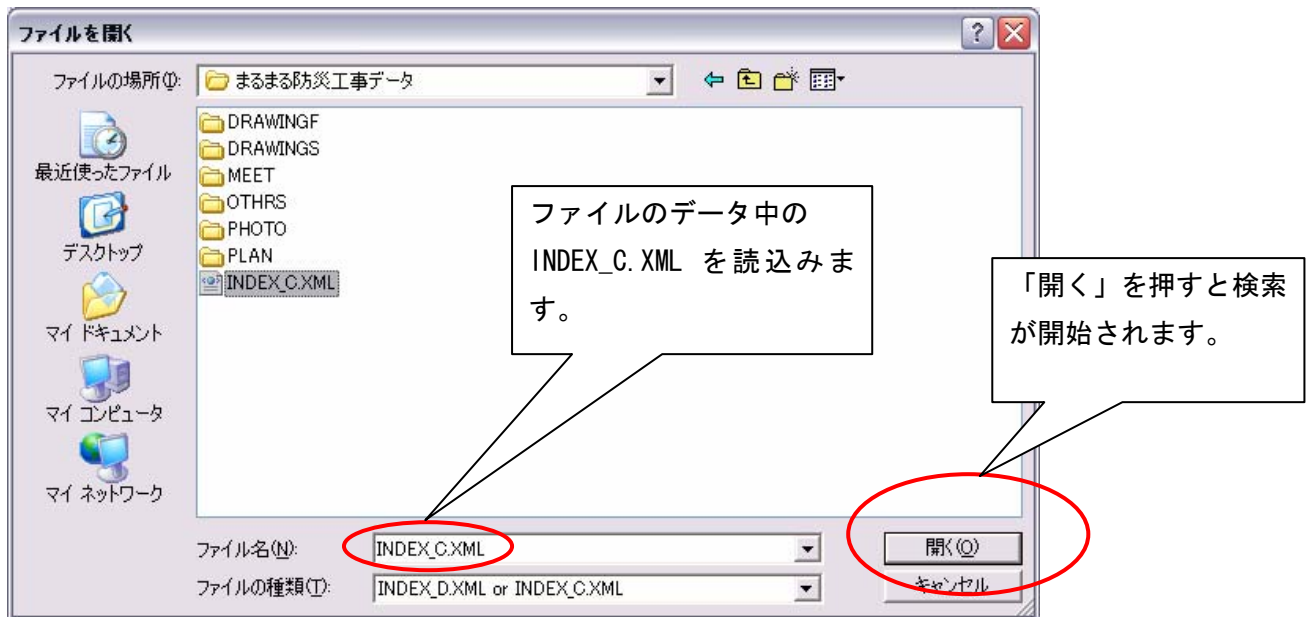 ファイルを開く
ファイルの場所(I):
まるまる防災工事データ
DRAWINGF
DRAWINGS
MEET
OTHRS
PHOTO
PLAN
INDEX_C.XML
最近使ったファイル
デスクトップ
マイ ドキュメント
マイ コンピュータ
マイ ネットワーク
ファイルのデータ中の
INDEX_C.XML を読込みま
す。
「開く」を押すと検索
が開始されます。
ファイル名(N):
INDEX_C.XML
開く(O)
ファイルの種類(T):
INDEX_D.XML or INDEX_C.XML
キャンセル